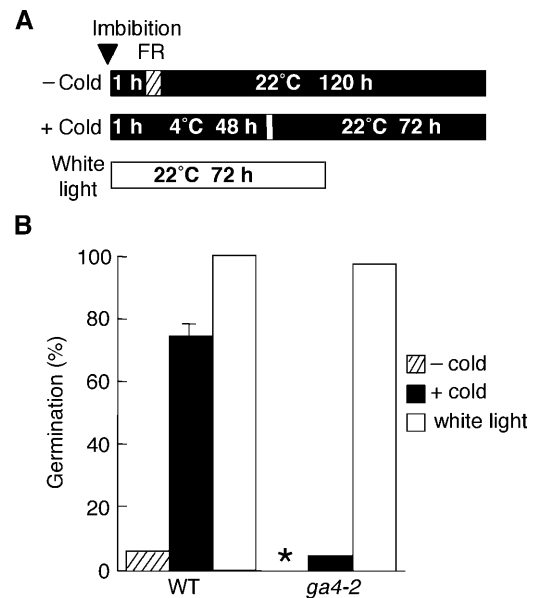 A
Imbibition
FR
– Cold 1 h 22°C 120 h
+ Cold 1 h 4°C 48 h 22°C 72 h
White light 22°C 72 h
B
Germination (%)
100
80
60
40
20
0
*
WT ga4-2
– cold
+ cold
white light